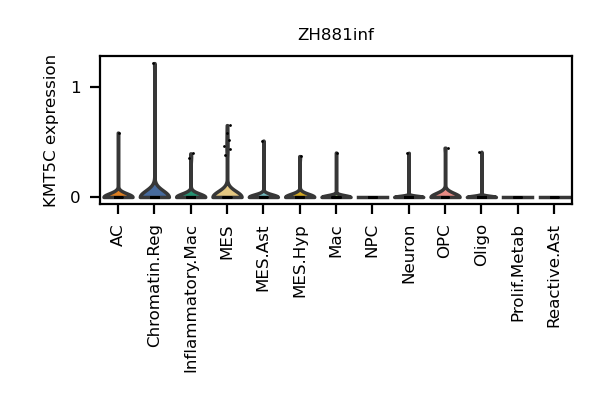 ZH881inf
KMT5C expression
1
0
AC
Chromatin.Reg
Inflammatory.Mac
MES
MES.Ast
MES.Hyp
Mac
NPC
Neuron
OPC
Oligo
Prolif.Metab
Reactive.Ast